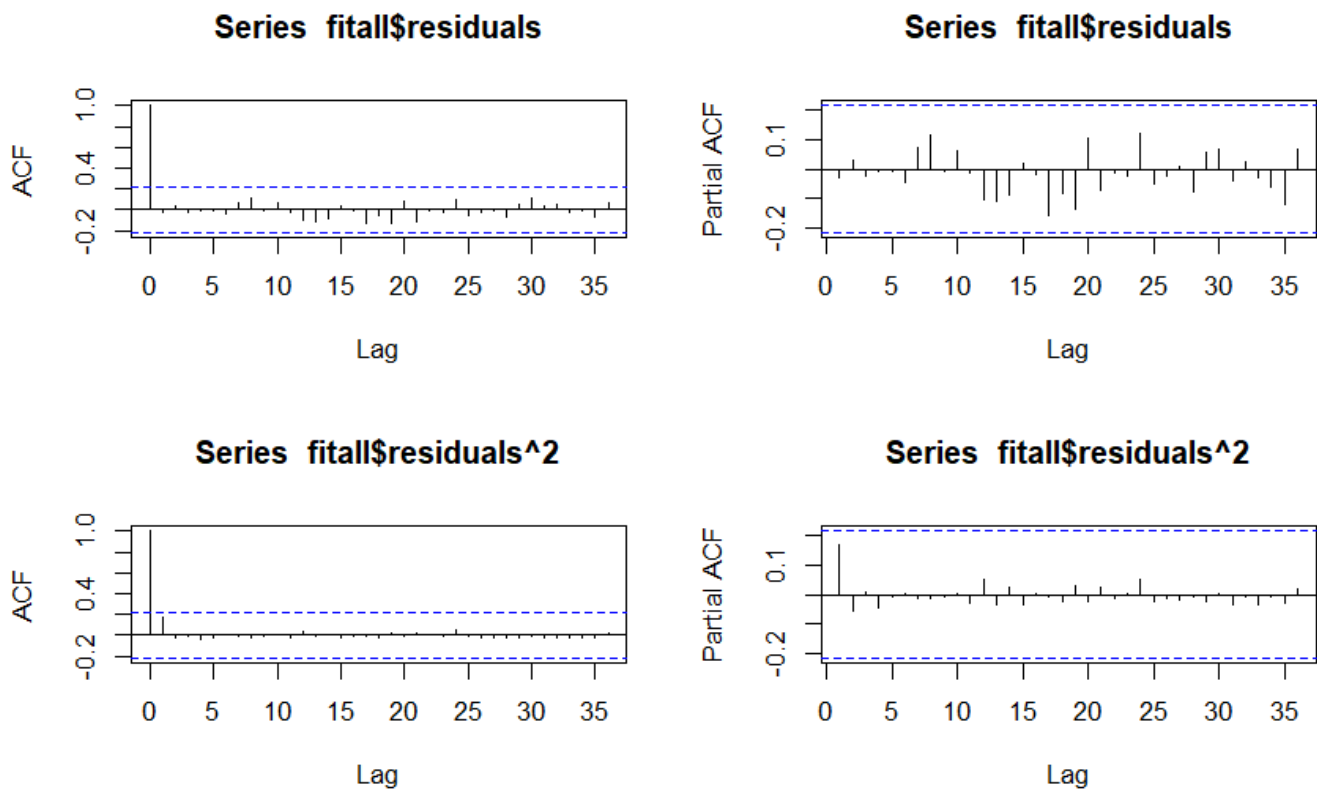 Series fitall$residuals
ACF
1.0
0.4
-0.2
0 5 10 15 20 25 30 35
Lag
Series fitall$residuals
Partial ACF
0.1
-0.2
0 5 10 15 20 25 30 35
Lag
Series fitall$residuals^2
ACF
1.0
0.4
-0.2
0 5 10 15 20 25 30 35
Lag
Series fitall$residuals^2
Partial ACF
0.1
-0.2
0 5 10 15 20 25 30 35
Lag